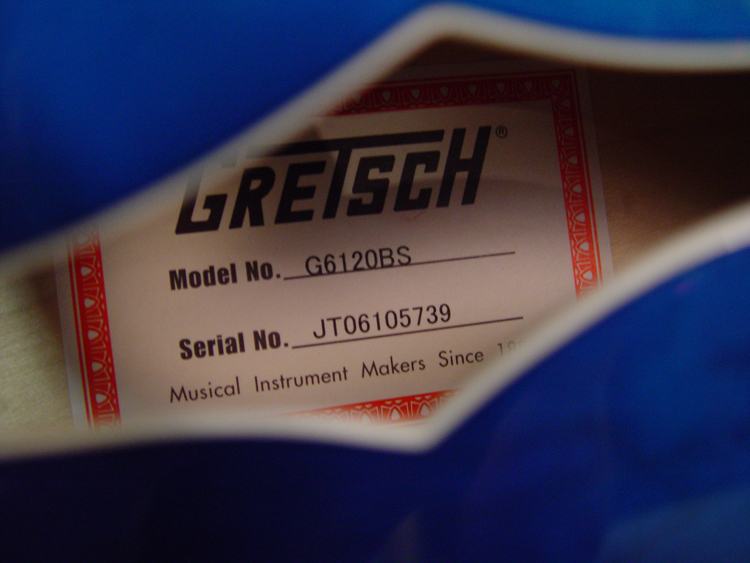 GRETSCH®
Model No. G6120BS
Serial No. JT06105739
Musical Instrument Makers Since